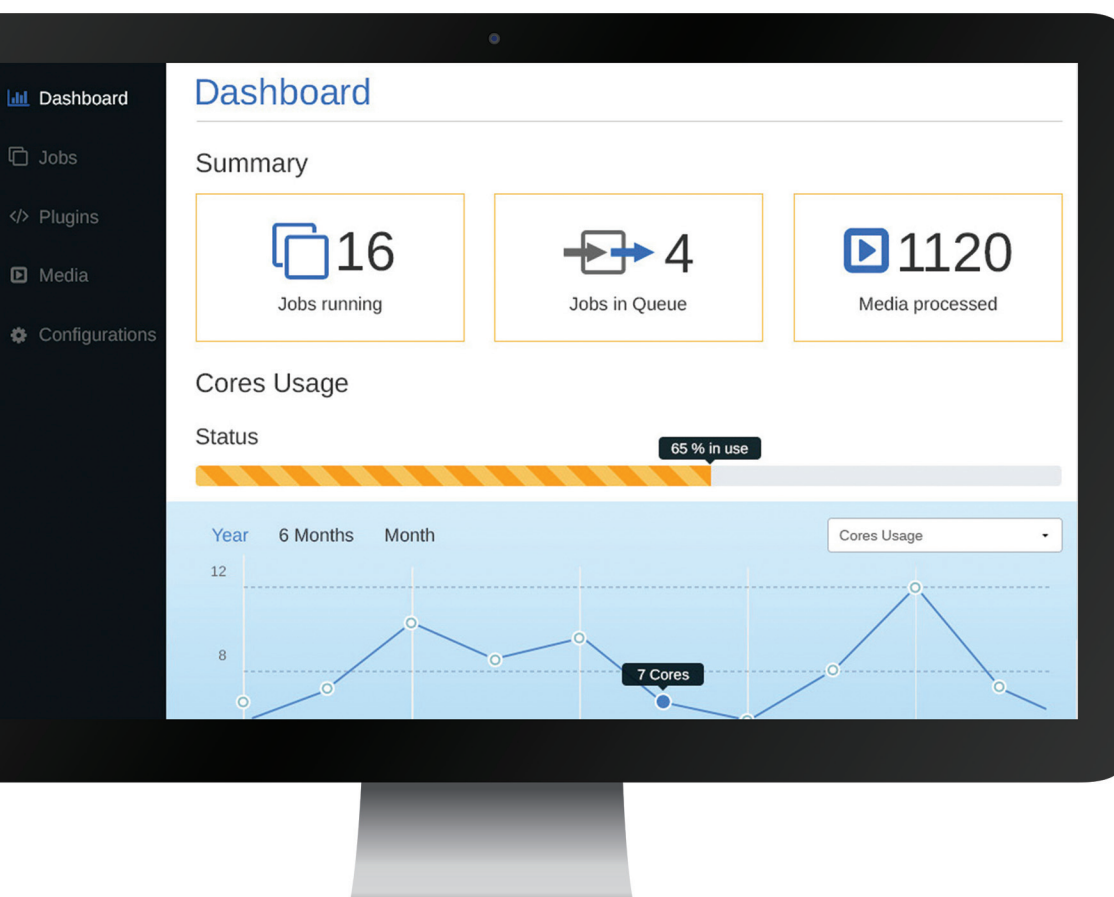 Dashboard
Jobs
Plugins
Media
Configurations
Dashboard
Summary
16
Jobs running
4
Jobs in Queue
1120
Media processed
Cores Usage
Status
65 % in use
Year 6 Months Month
Cores Usage
12
8
7 Cores